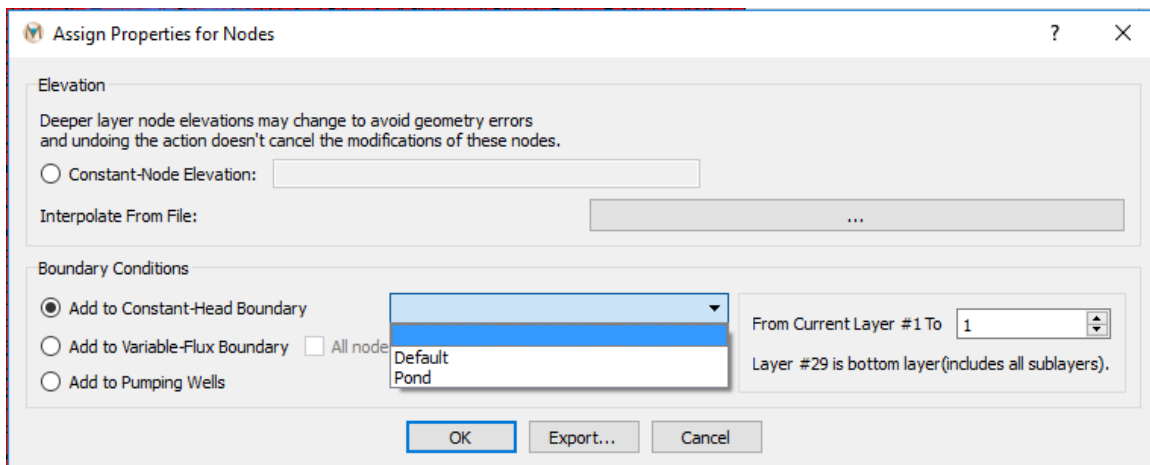 Assign Properties for Nodes ?
Elevation
Deeper layer node elevations may change to avoid geometry errors
and undoing the action doesn't cancel the modifications of these nodes.
Constant-Node Elevation:
Interpolate From File: ...
Boundary Conditions
Add to Constant-Head Boundary
Add to Variable-Flux Boundary All node
Add to Pumping Wells
Default
Pond
From Current Layer #1 To 1
Layer #29 is bottom layer(includes all sublayers).
OK Export... Cancel